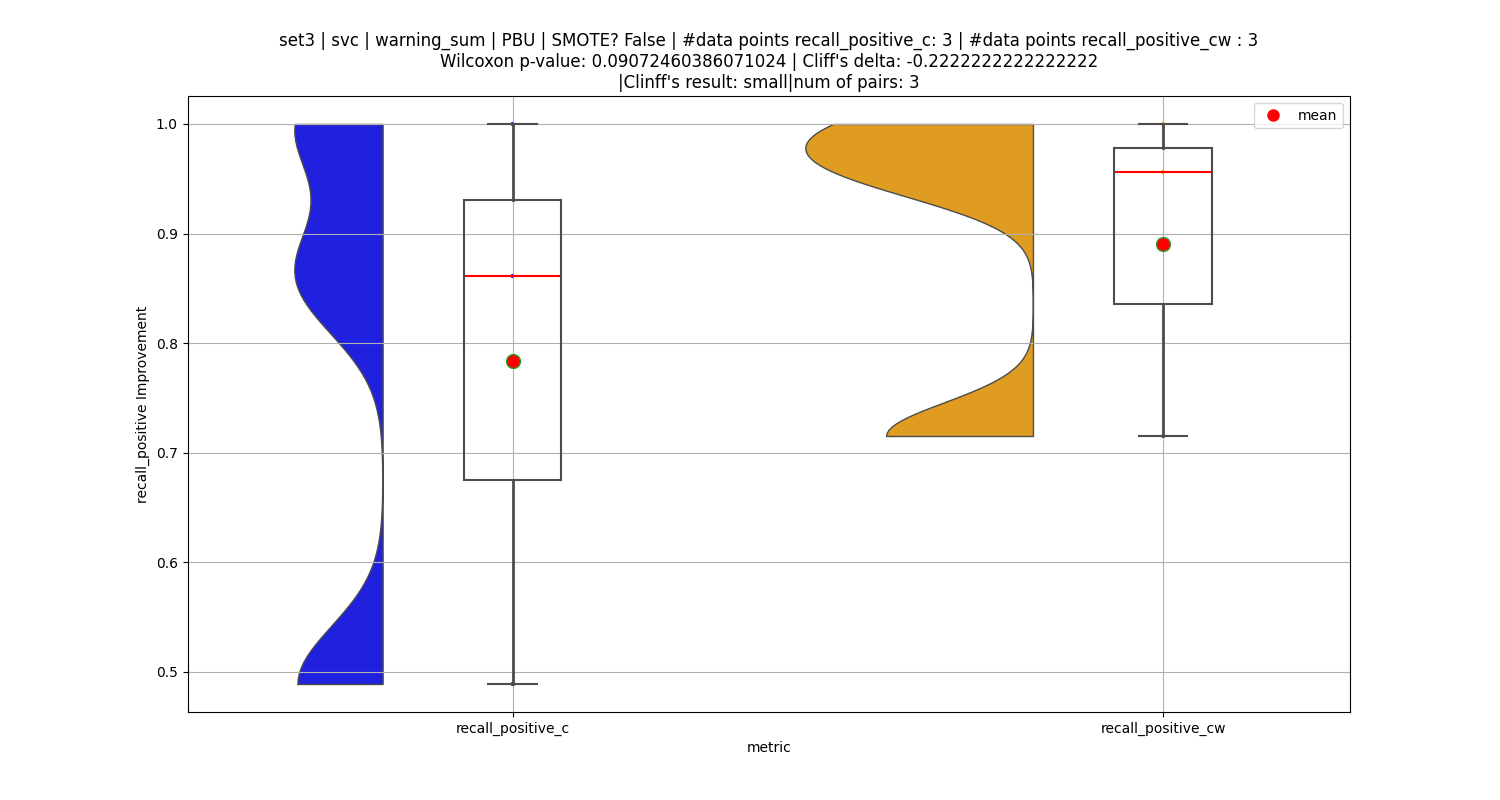 set3 | svc | warning_sum | PBU | SMOTE? False | #data points recall_positive_c: 3 | #data points recall_positive_cw : 3
Wilcoxon p-value: 0.09072460386071024 | Cliff's delta: -0.2222222222222222
|Clinff's result: small|num of pairs: 3
mean
1.0
0.9
0.8
0.7
0.6
0.5
recall_positive Improvement
recall_positive_c
recall_positive_cw
metric